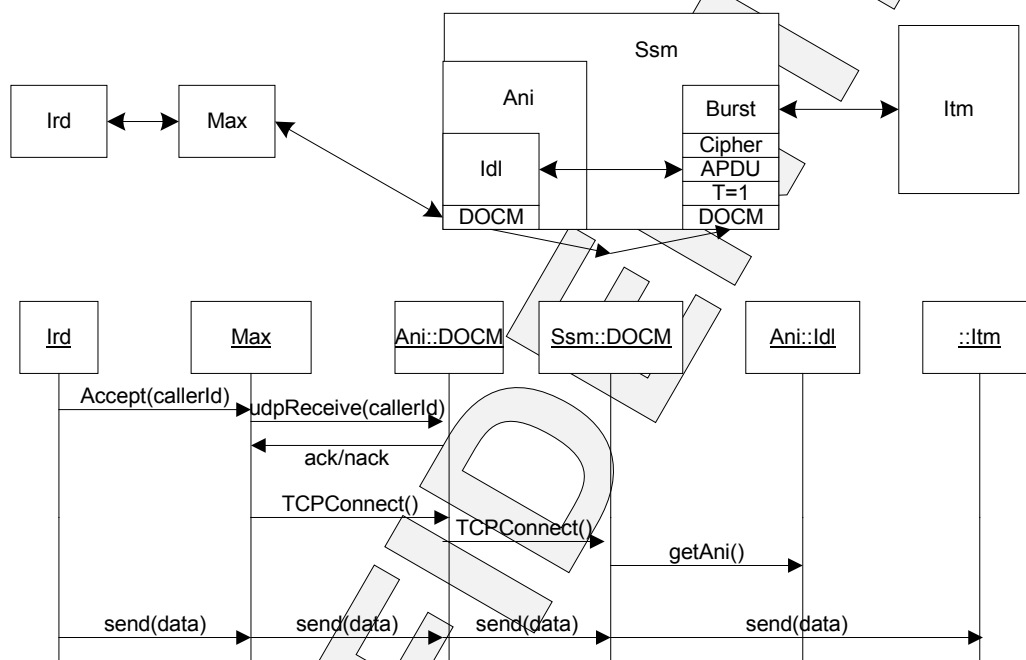 Ssm
Ani
Ird
Max
Burst
Itm
Cipher
Idl
APDU
T=1
DOCM
DOCM
Ird
Max
Ani::DOCM
Ssm::DOCM
Ani::Idl
::Itm
Accept(callerId)
udpReceive(callerId)
ack/nack
TCPConnect()
TCPConnect()
getAni()
send(data)
send(data)
send(data)
send(data)